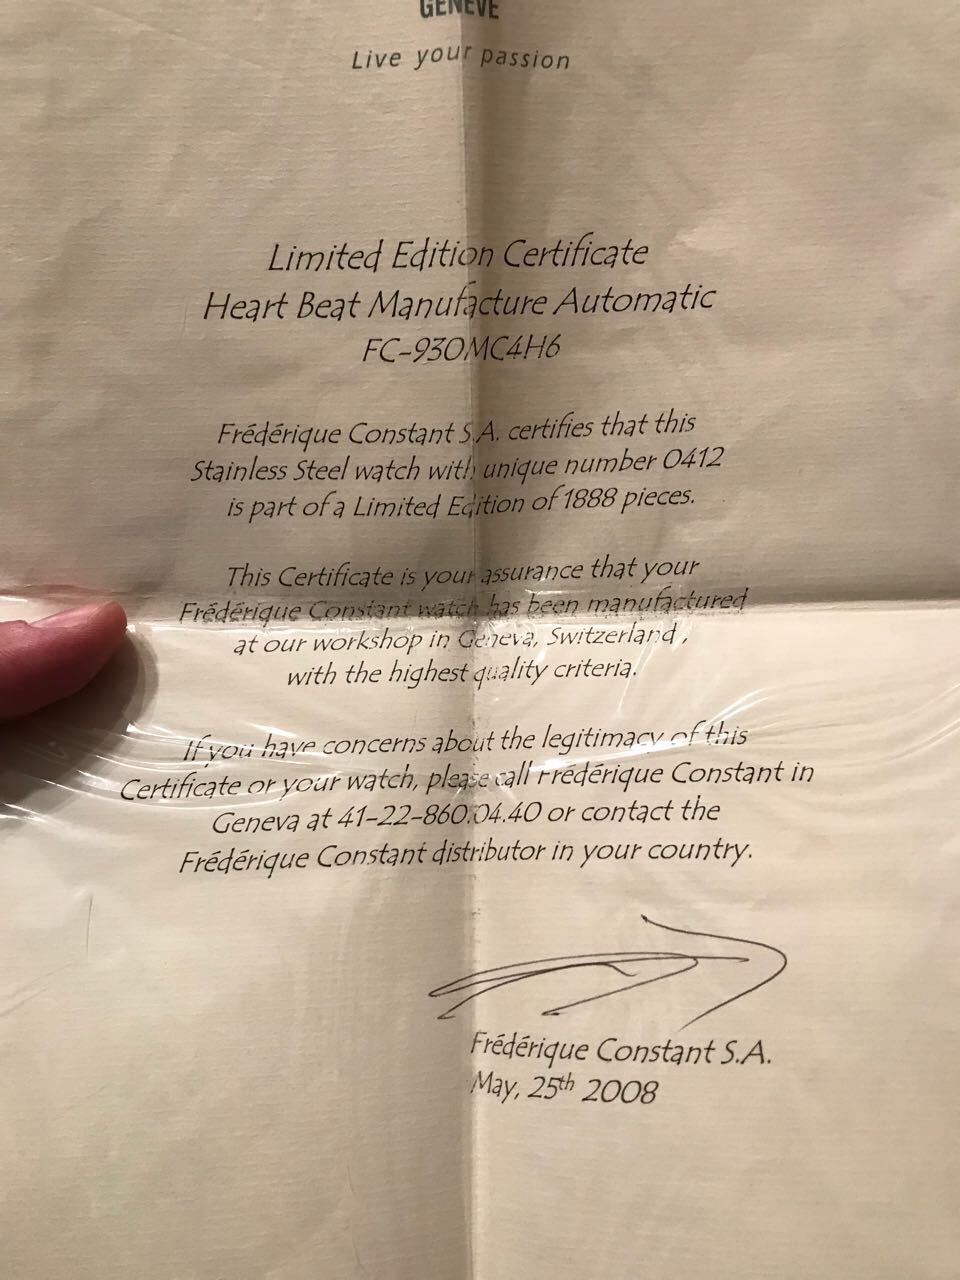 GENÈVE
Live your passion
Limited Edition Certificate
Heart Beat Manufacture Automatic
FC-930MC4H6
Frédérique Constant S.A. certifies that this
Stainless Steel watch with unique number 0412
is part of a Limited Edition of 1888 pieces.
This Certificate is your assurance that your
Frédérique Constant watch has been manufactured
at our workshop in Geneva, Switzerland ,
with the highest quality criteria.
If you have concerns about the legitimacy of this
Certificate or your watch, please call Frédérique Constant in
Geneva at 41-22-860.04.40 or contact the
Frédérique Constant distributor in your country.
Frédérique Constant S.A.
May, 25th 2008